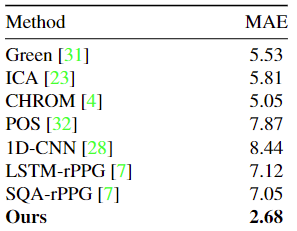 Method MAE
Green [31] 5.53
ICA [23] 5.81
CHROM [4] 5.05
POS [32] 7.87
1D-CNN [28] 8.44
LSTM-rPPG [7] 7.12
SQA-rPPG [7] 7.05
Ours 2.68